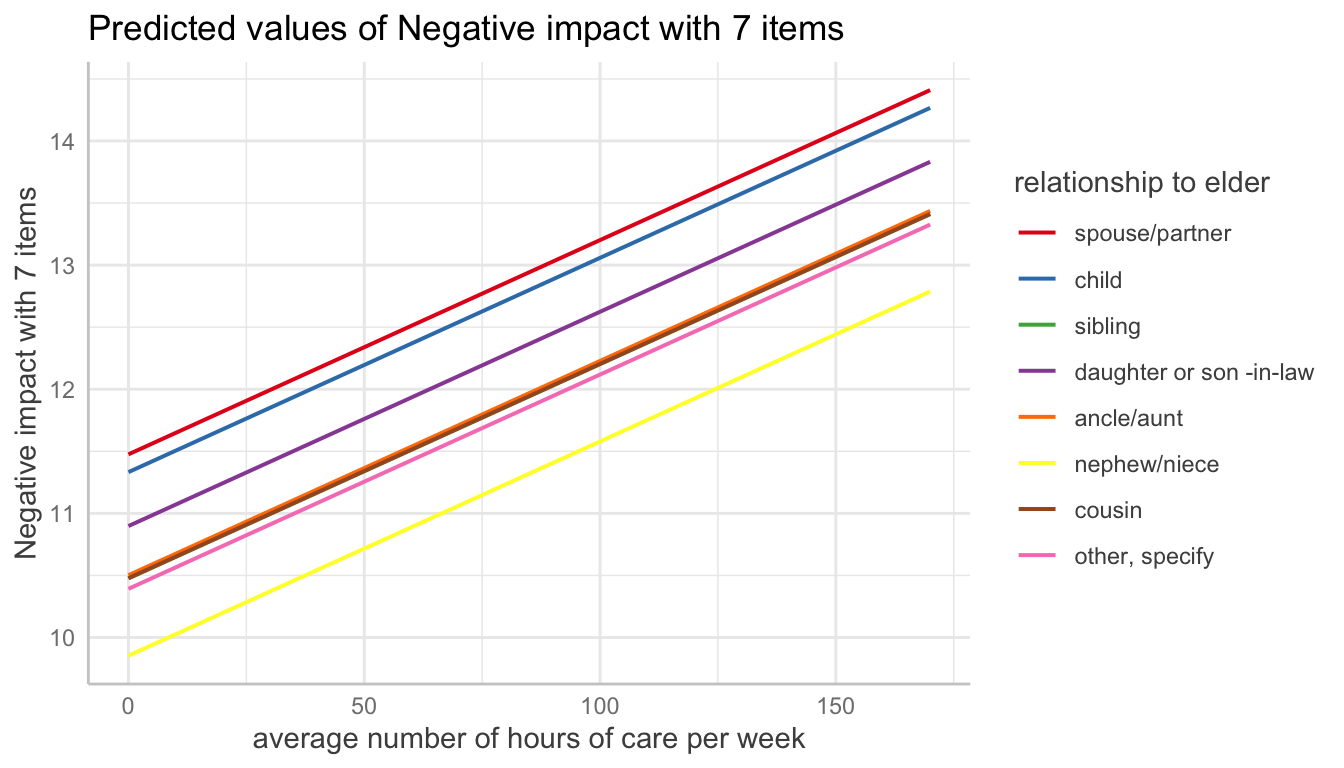 Predicted values of Negative impact with 7 items
Negative impact with 7 items
14
13
12
11
10
0
50
100
150
average number of hours of care per week
relationship to elder
spouse/partner
child
sibling
daughter or son -in-law
ancle/aunt
nephew/niece
cousin
other, specify